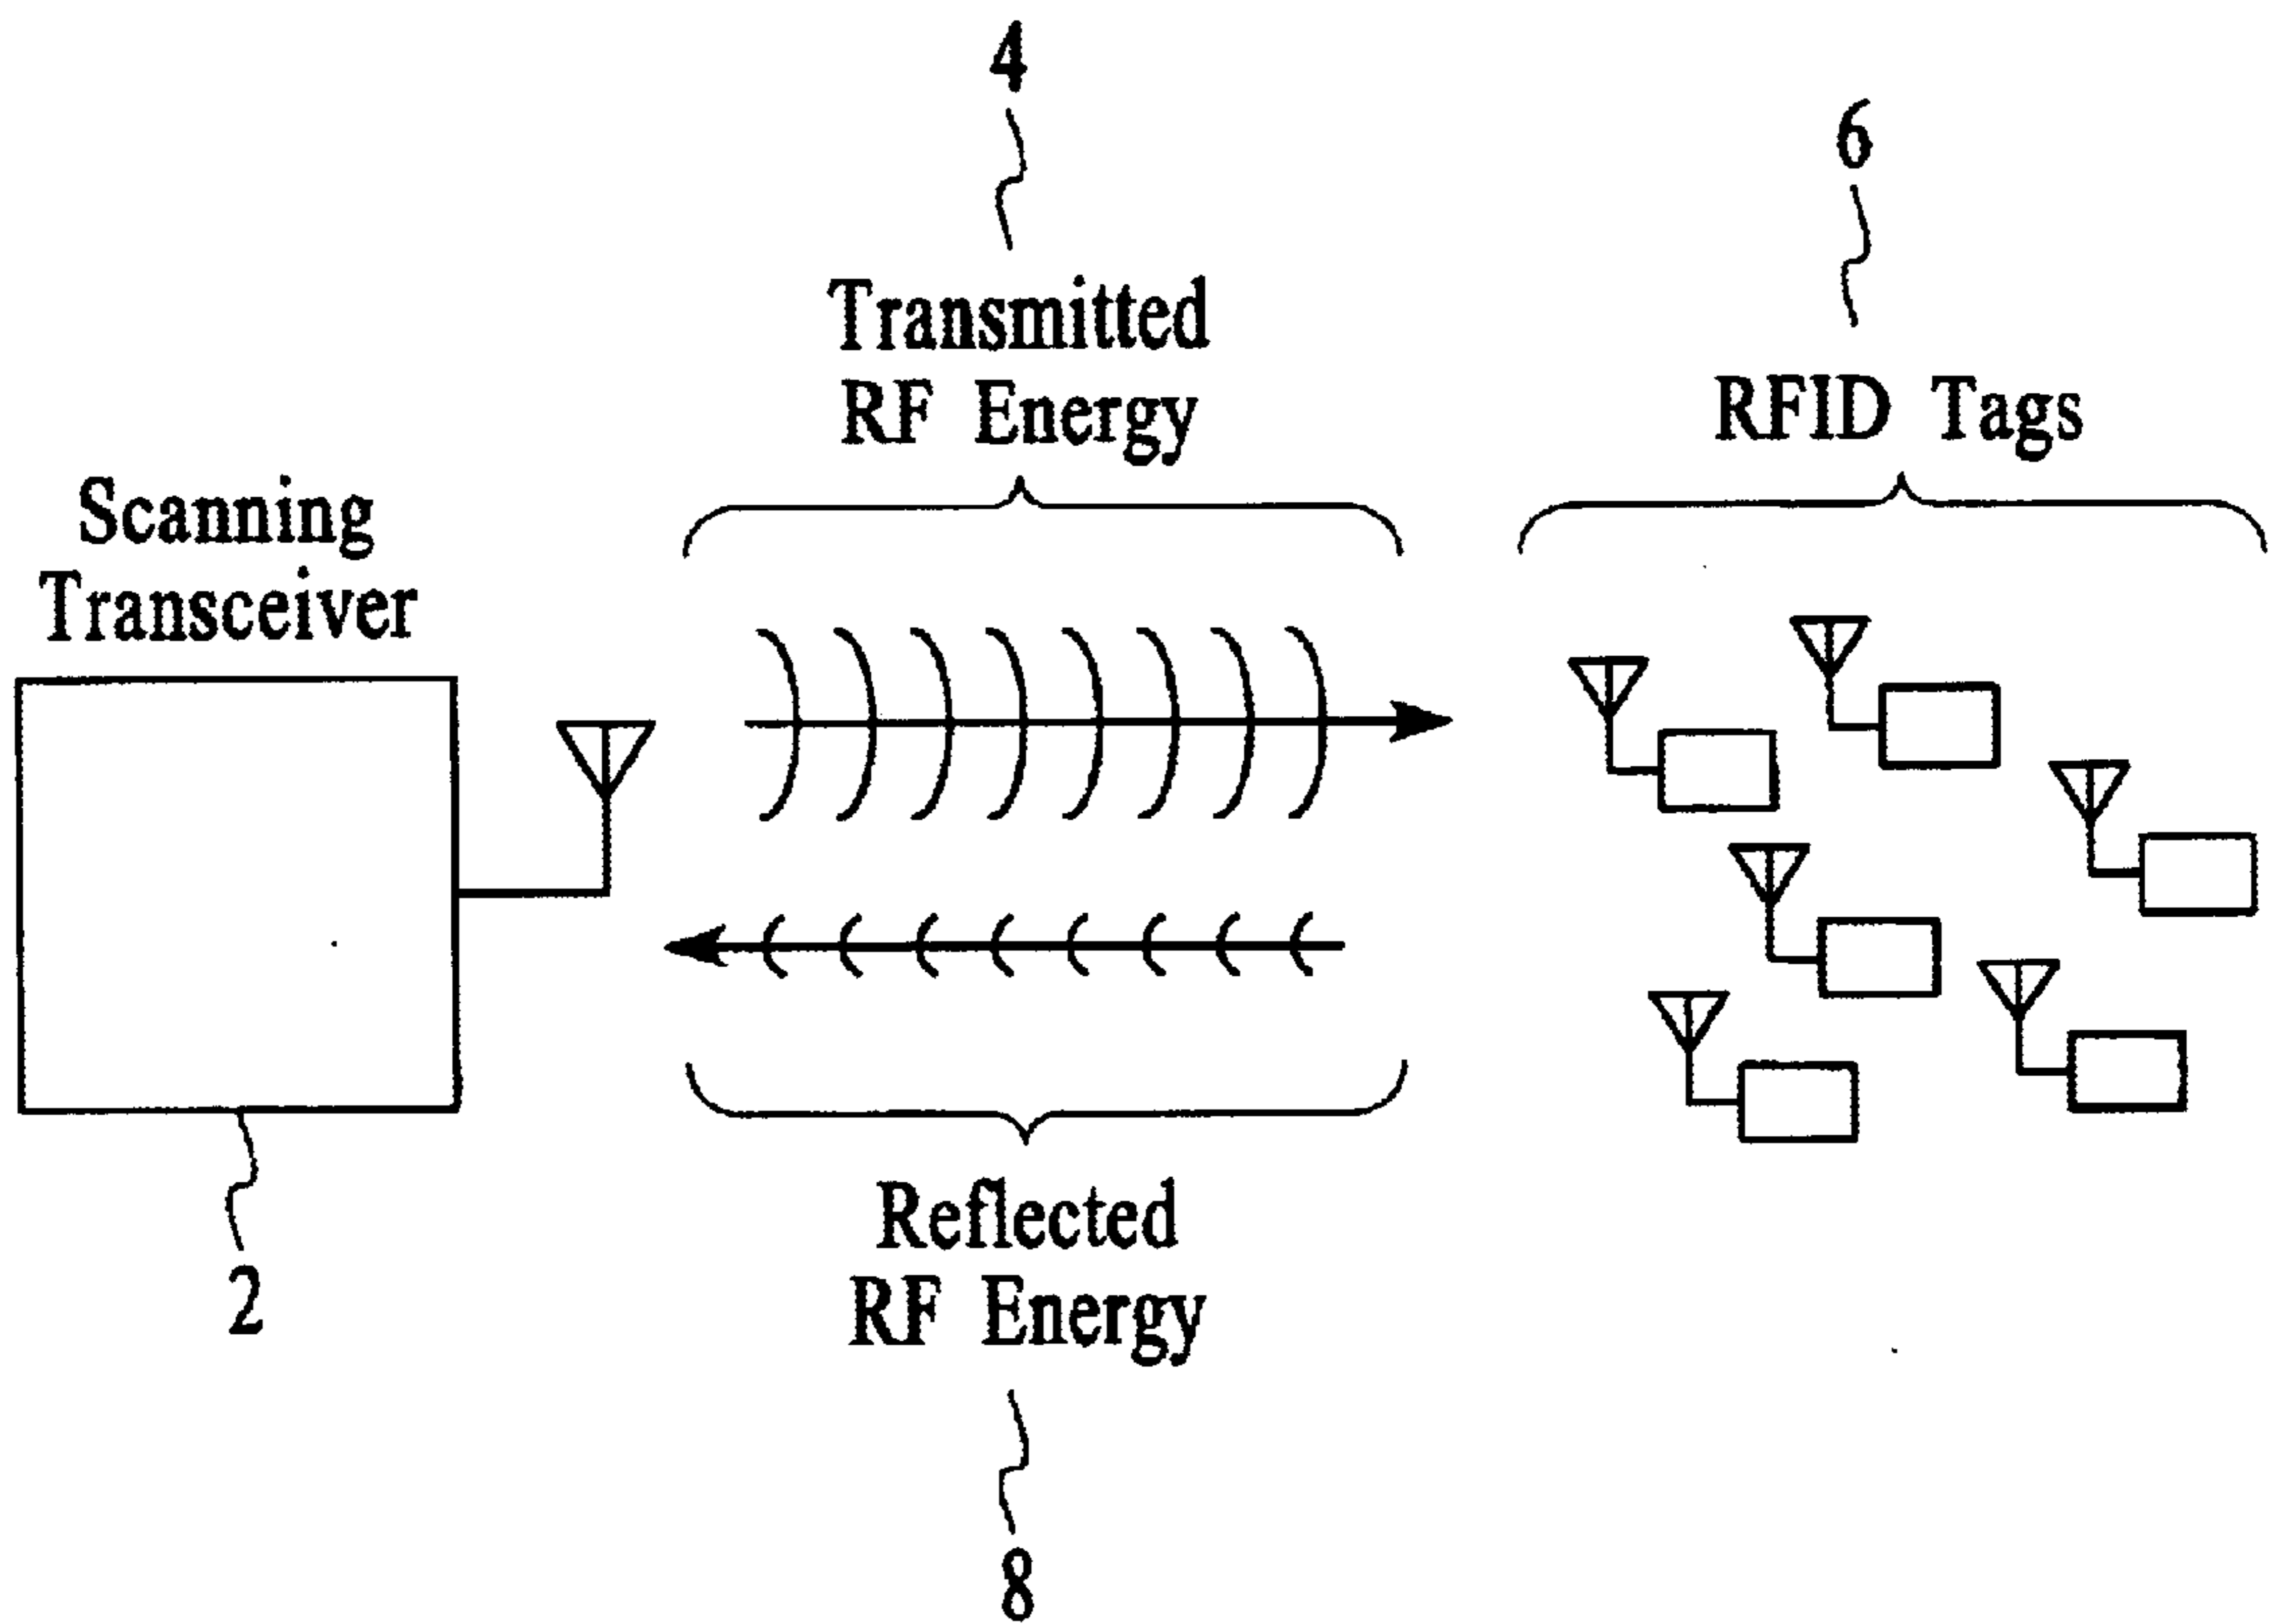 4
6
Transmitted
RF Energy
RFID Tags
Scanning
Transceiver
2
Reflected
RF Energy
8